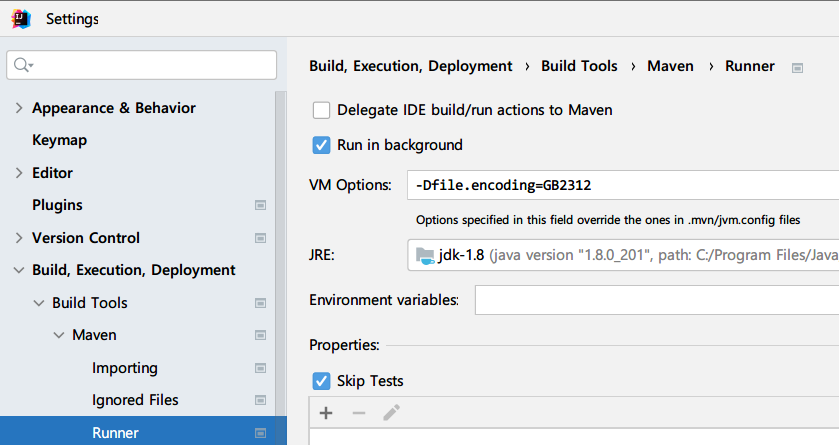 Settings
Appearance & Behavior
Keymap
Editor
Plugins
Version Control
Build, Execution, Deployment
Build Tools
Maven
Importing
Ignored Files
Runner
Build, Execution, Deployment › Build Tools › Maven › Runner
Delegate IDE build/run actions to Maven
Run in background
VM Options: -Dfile.encoding=GB2312
Options specified in this field override the ones in .mvn/jvm.config files
JRE: jdk-1.8 (java version "1.8.0_201", path: C:/Program Files/Java
Environment variables:
Properties:
Skip Tests